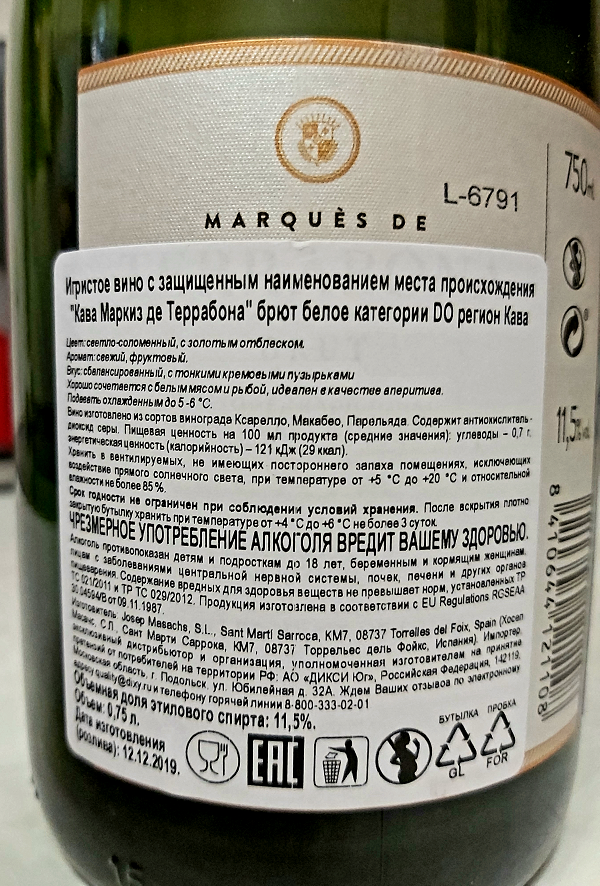 L-6791
MARQUÈS DE
750
Игристое вино с защищенным наименованием места происхождения
"Кава Маркиз де Террабона" брют белое категории DO регион Кава
Цвет: светло-соломенный, с золотым отблеском.
Аромат: свежий, фруктовый.
Вкус: сбалансированный, с тонкими кремовыми пузырьками
Хорошо сочетается с белым мясом и рыбой, идеален в качестве аперитива.
Подавать охлажденным до 5-6 °С.
Вино изготовлено из сортов винограда Ксарелло, Макабео, Парельяда. Содержит антиокислитель-
диоксид серы. Пищевая ценность на 100 мл продукта (средние значения): углеводы – 0,7 г,
энергетическая ценность (калорийность) – 121 кДж (29 ккал).
Хранить в вентилируемых, не имеющих постороннего запаха помещениях, исключающих
воздействие прямого солнечного света, при температуре от +5 °С до +20 °С и относительной
влажности не более 85 %.
Срок годности не ограничен при соблюдении условий хранения. После вскрытия плотно
закрытую бутылку хранить при температуре от +4 °С до +6 °С не более 3 суток.
ЧРЕЗМЕРНОЕ УПОТРЕБЛЕНИЕ АЛКОГОЛЯ ВРЕДИТ ВАШЕМУ ЗДОРОВЬЮ.
Алкоголь противопоказан детям и подросткам до 18 лет, беременным и кормящим женщинам,
лицам с заболеваниями центральной нервной системы, почек, печени и других органов
пищеварения. Содержание вредных для здоровья веществ не превышает норм, установленных ТР
ТС 021/2011 и ТР ТС 029/2012. Продукция изготовлена в соответствии с EU Regulations RGSEAA
30.04594/B от 09.11.1987.
Изготовитель: Josep Masachs, S.L., Sant Marti Sarroca, KM7, 08737 Torrelles del Foix, Spain (Хосеп
Масакс, С.Л., Сант Марти Саррока, КМ7, 08737 Торрельес дель Фойкс, Испания). Импортер,
эксклюзивный дистрибьютор и организация, уполномоченная изготовителем на принятие
претензий от потребителей на территории РФ: АО «ДИКСИ Юг», Российская Федерация, 142119,
Московская область, г. Подольск, ул. Юбилейная д. 32А. Ждем Ваших отзывов по электронному
адресу quality@dixy.ru и телефону горячей линии 8-800-333-02-01
Объемная доля этилового спирта: 11,5%.
Объем: 0,75 л.
Дата изготовления
(розлива): 12.12.2019.
EAC
БУТЫЛКА
GL
ПРОБКА
FOR
11,5%
8 410644 121108